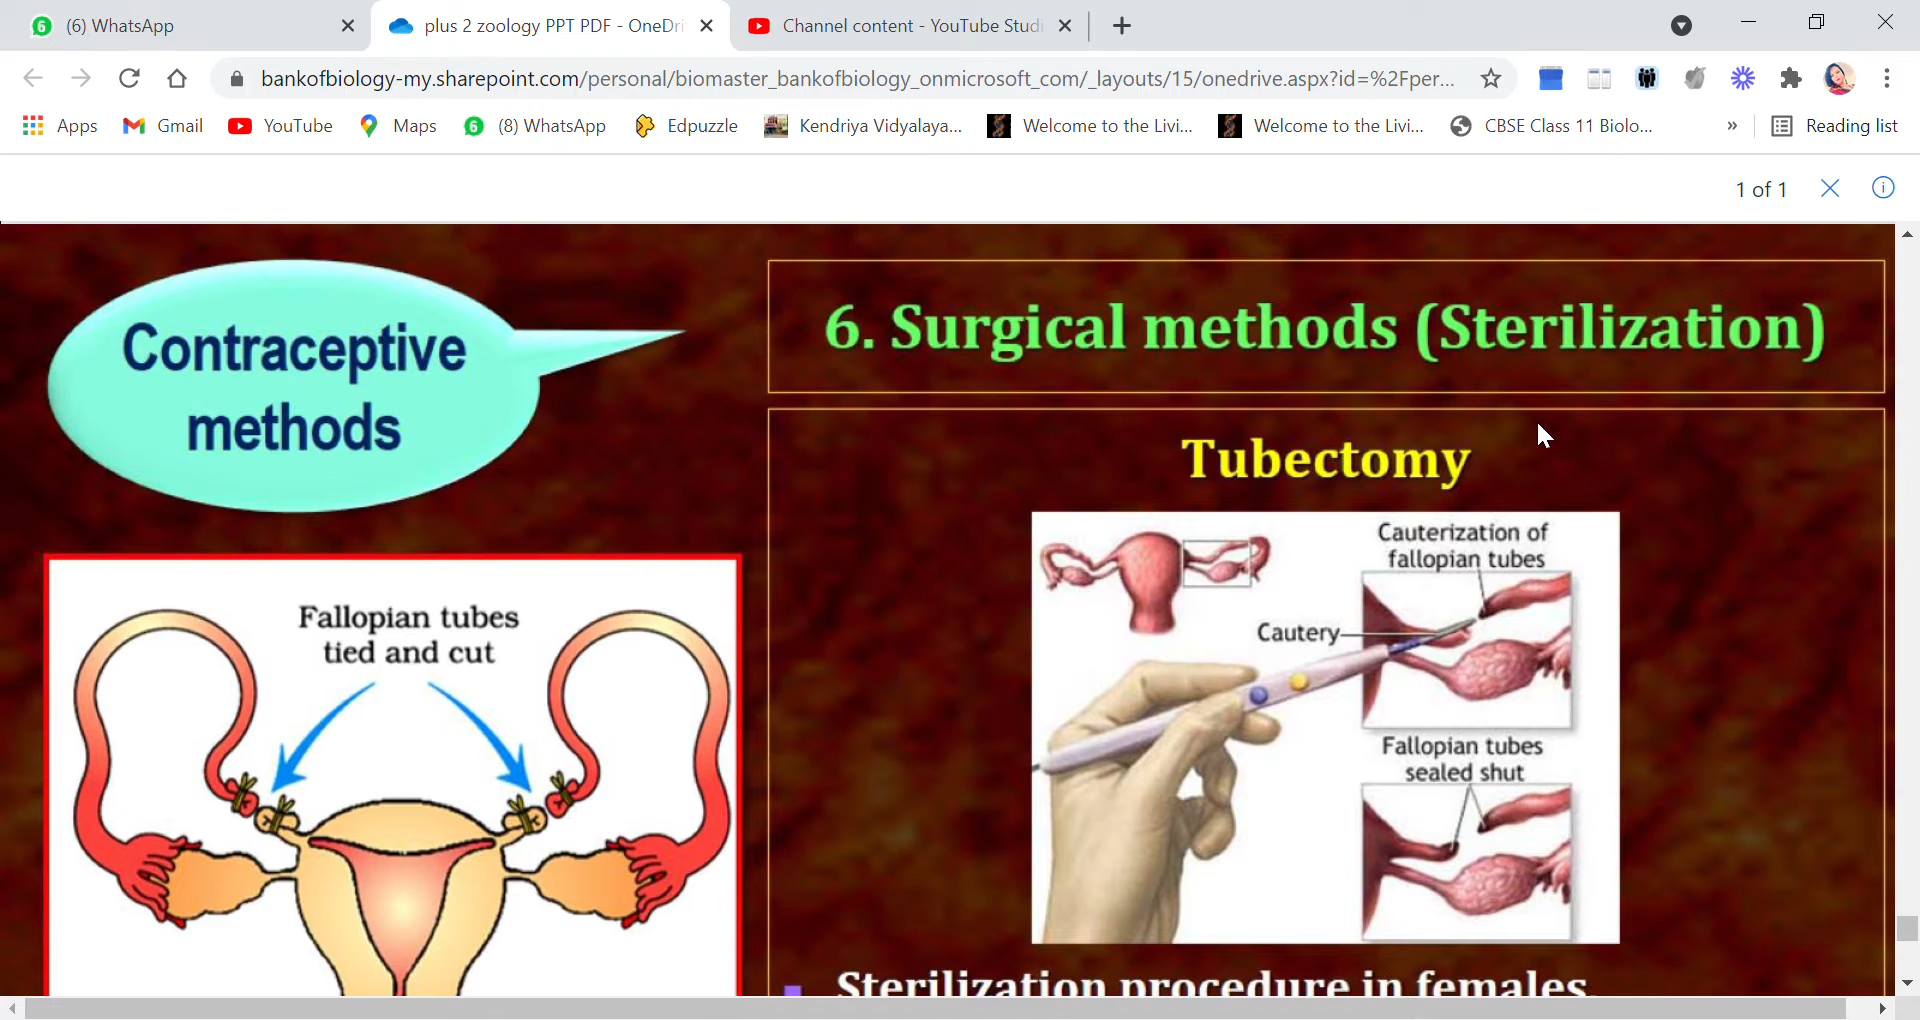 6
(6) WhatsApp
plus 2 zoology PPT PDF - OneDri
Channel content - YouTube Studi
bankofbiology-my.sharepoint.com/personal/biomaster_bankofbiology_onmicrosoft_com/_layouts/15/onedrive.aspx?id=%2Fper...
Apps
Gmail
YouTube
Maps
6
(8) WhatsApp
Edpuzzle
Kendriya Vidyalaya...
Welcome to the Livi...
Welcome to the Livi...
CBSE Class 11 Biolo...
»
Reading list
1 of 1
Contraceptive
methods
6. Surgical methods (Sterilization)
Tubectomy
Fallopian tubes
tied and cut
Cauterization of
fallopian tubes
Cautery
Fallopian tubes
sealed shut
Sterilization procedure in females.